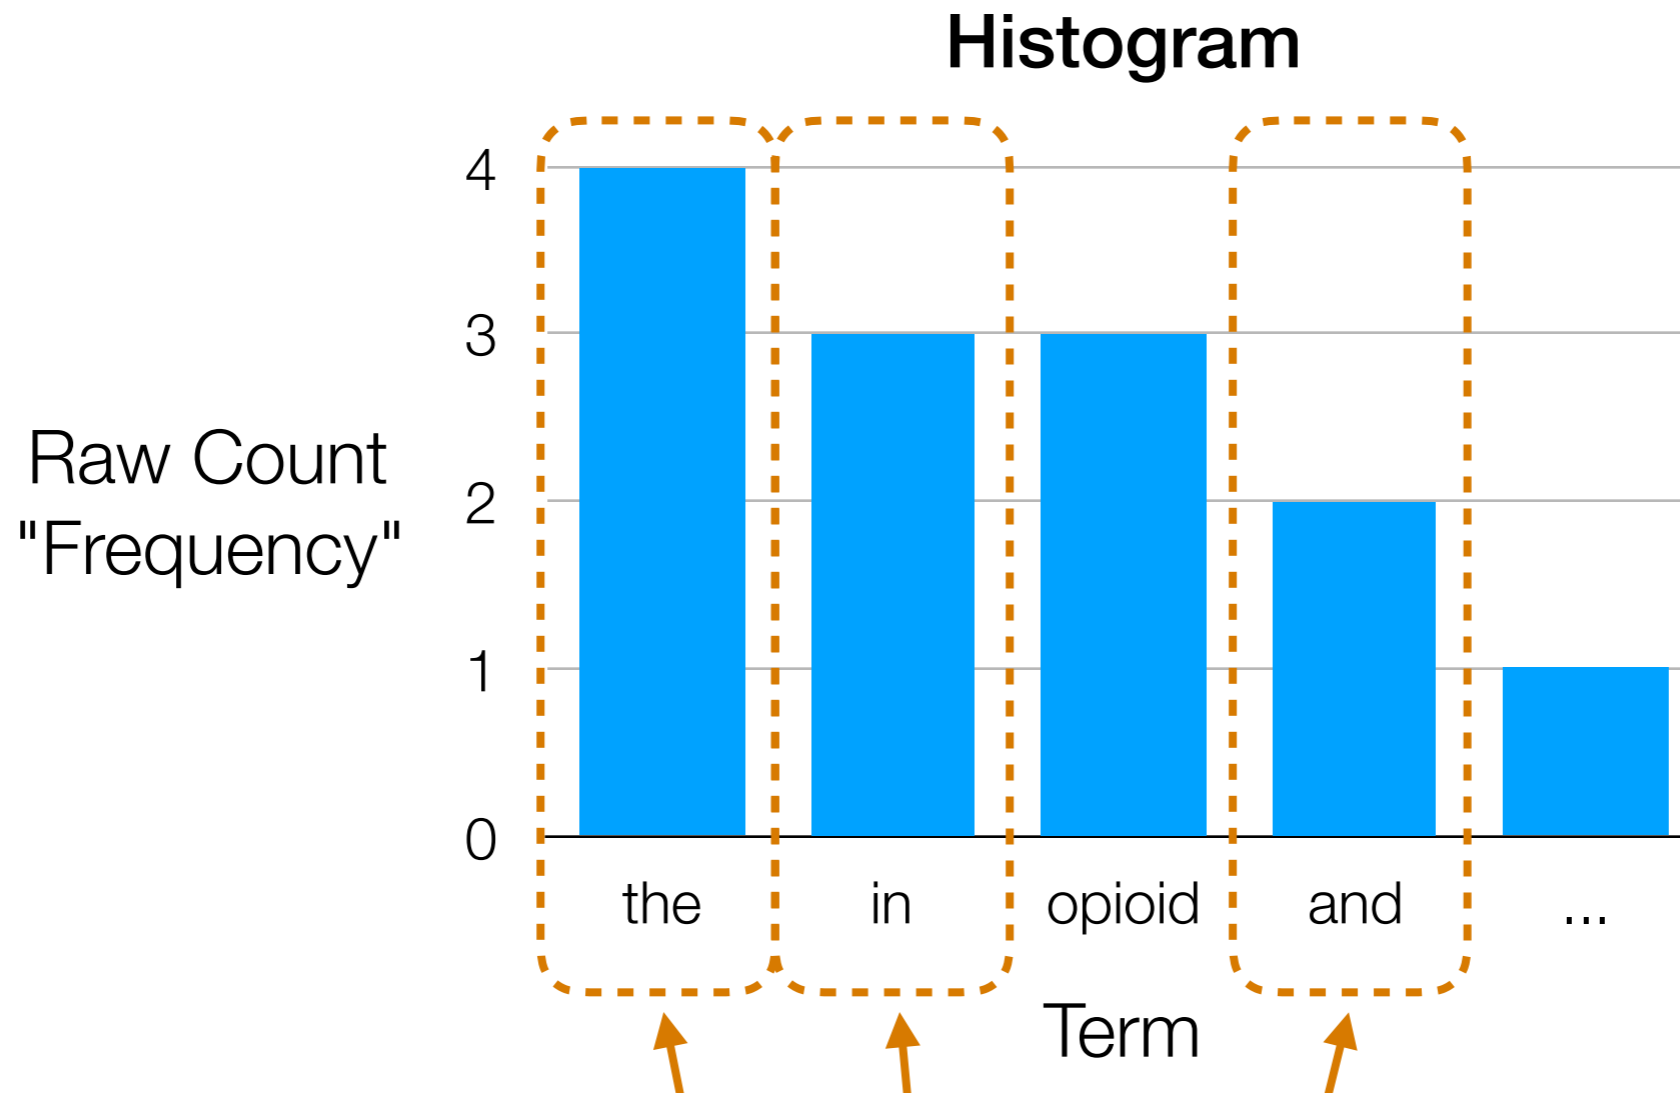 Histogram
4
3
2
1
0
Raw Count
"Frequency"
the in opioid and ...
Term